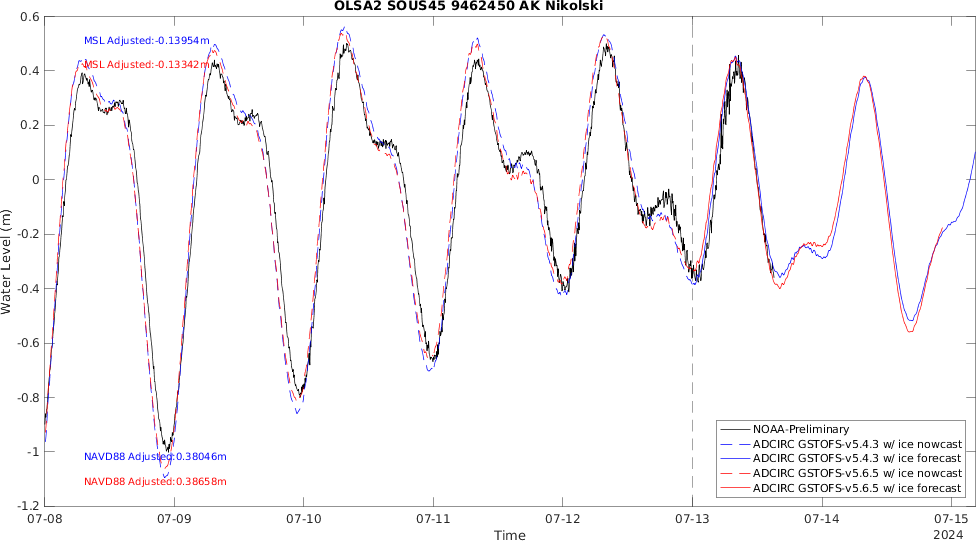 OLSA2 SOUS45 9462450 AK Nikolski
0.6
0.4
0.2
0
-0.2
-0.4
-0.6
-0.8
-1
-1.2
Water Level (m)
MSL Adjusted:-0.13954m
MSL Adjusted:-0.13342m
NAVD88 Adjusted:0.38046m
NAVD88 Adjusted:0.38658m
NOAA-Preliminary
ADCIRC GSTOFS-v5.4.3 w/ ice nowcast
ADCIRC GSTOFS-v5.4.3 w/ ice forecast
ADCIRC GSTOFS-v5.6.5 w/ ice nowcast
ADCIRC GSTOFS-v5.6.5 w/ ice forecast
07-08 07-09 07-10 07-11 07-12 07-13 07-14 07-15
Time
2024